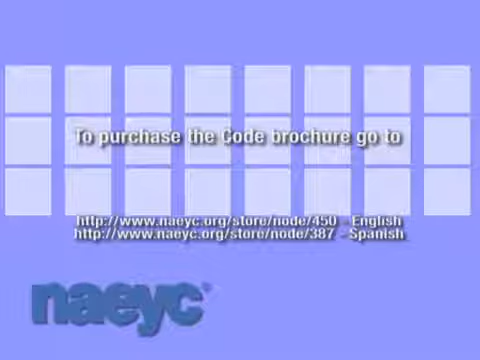 To purchase the Code brochure go to
http://www.naeyc.org/store/node/450 - English
http://www.naeyc.org/store/node/387 - Spanish
naeyc®